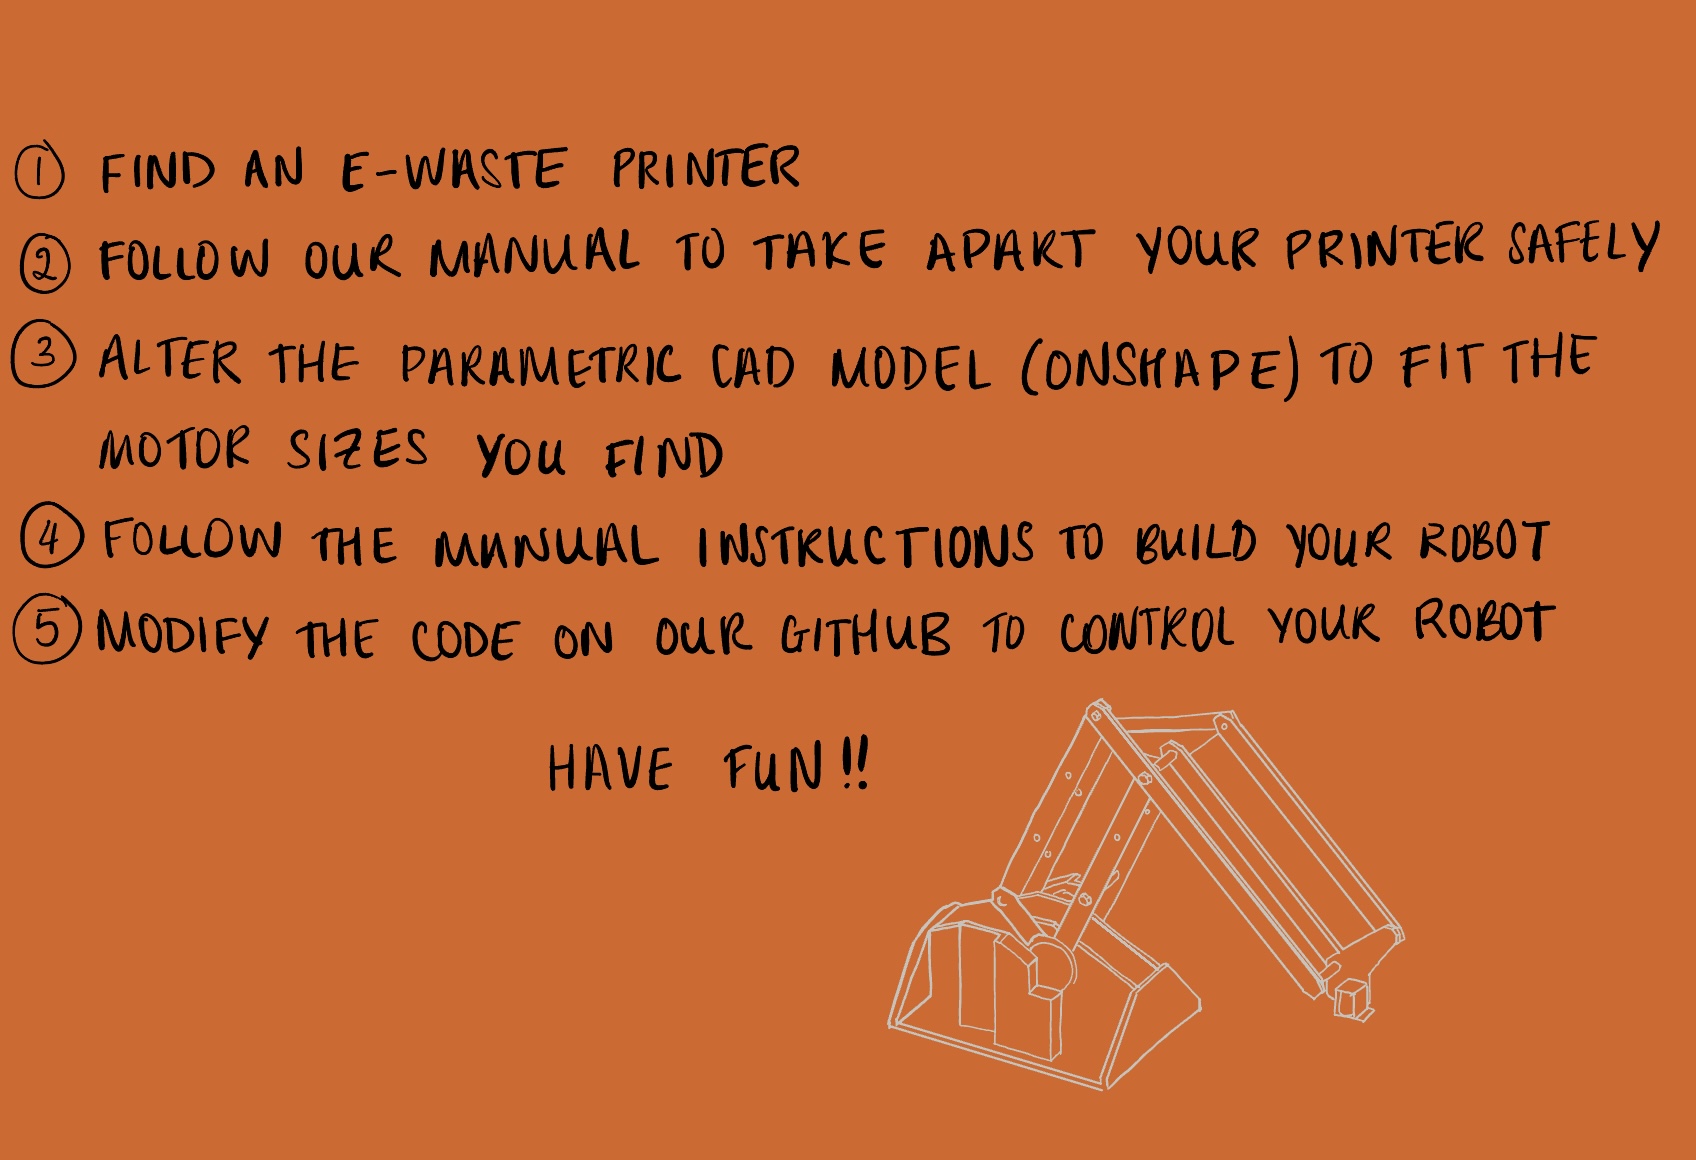 ① FIND AN E-WASTE PRINTER
② FOLLOW OUR MANUAL TO TAKE APART YOUR PRINTER SAFELY
③ ALTER THE PARAMETRIC CAD MODEL (ONSHAPE) TO FIT THE
MOTOR SIZES YOU FIND
④ FOLLOW THE MANUAL INSTRUCTIONS TO BUILD YOUR ROBOT
⑤ MODIFY THE CODE ON OUR GITHUB TO CONTROL YOUR ROBOT
HAVE FUN!!